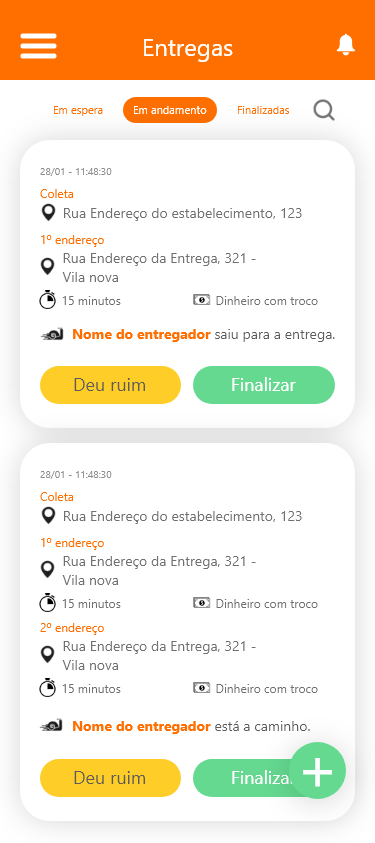 Entregas
Em espera
Em andamento
Finalizadas
28/01 - 11:48:30
Coleta
Rua Endereço do estabelecimento, 123
1º endereço
Rua Endereço da Entrega, 321 -
Vila nova
15 minutos
Dinheiro com troco
Nome do entregador saiu para a entrega.
Deu ruim
Finalizar
28/01 - 11:48:30
Coleta
Rua Endereço do estabelecimento, 123
1º endereço
Rua Endereço da Entrega, 321 -
Vila nova
15 minutos
Dinheiro com troco
2º endereço
Rua Endereço da Entrega, 321 -
Vila nova
15 minutos
Dinheiro com troco
Nome do entregador está a caminho.
Deu ruim
Finaliza